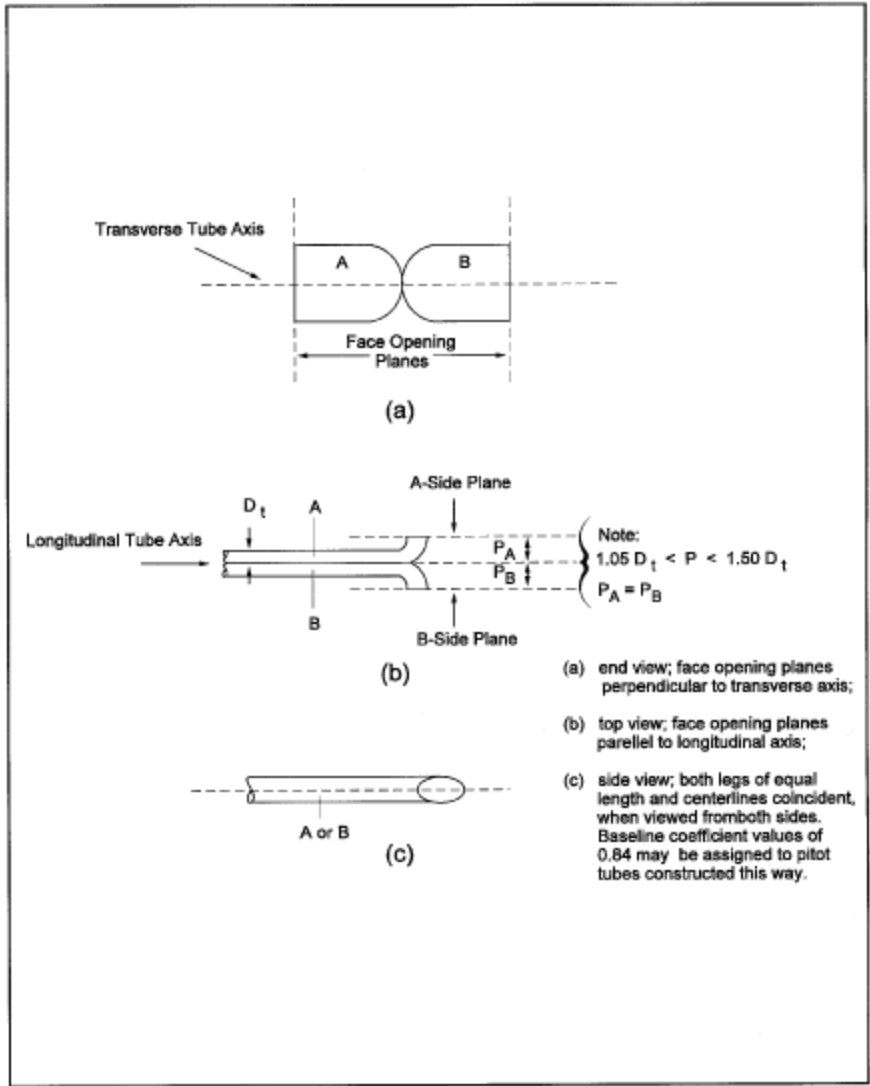 Transverse Tube Axis
A
B
Face Opening
Planes
(a)
A-Side Plane
D t
A
Longitudinal Tube Axis
PA
PB
Note:
1.05 D t < P < 1.50 D t
PA = PB
B
B-Side Plane
(b)
(a) end view; face opening planes
perpendicular to transverse axis;
(b) top view; face opening planes
parellel to longitudinal axis;
(c) side view; both legs of equal
length and centerlines coincident,
when viewed fromboth sides.
Baseline coefficient values of
0.84 may be assigned to pitot
tubes constructed this way.
A or B
(c)